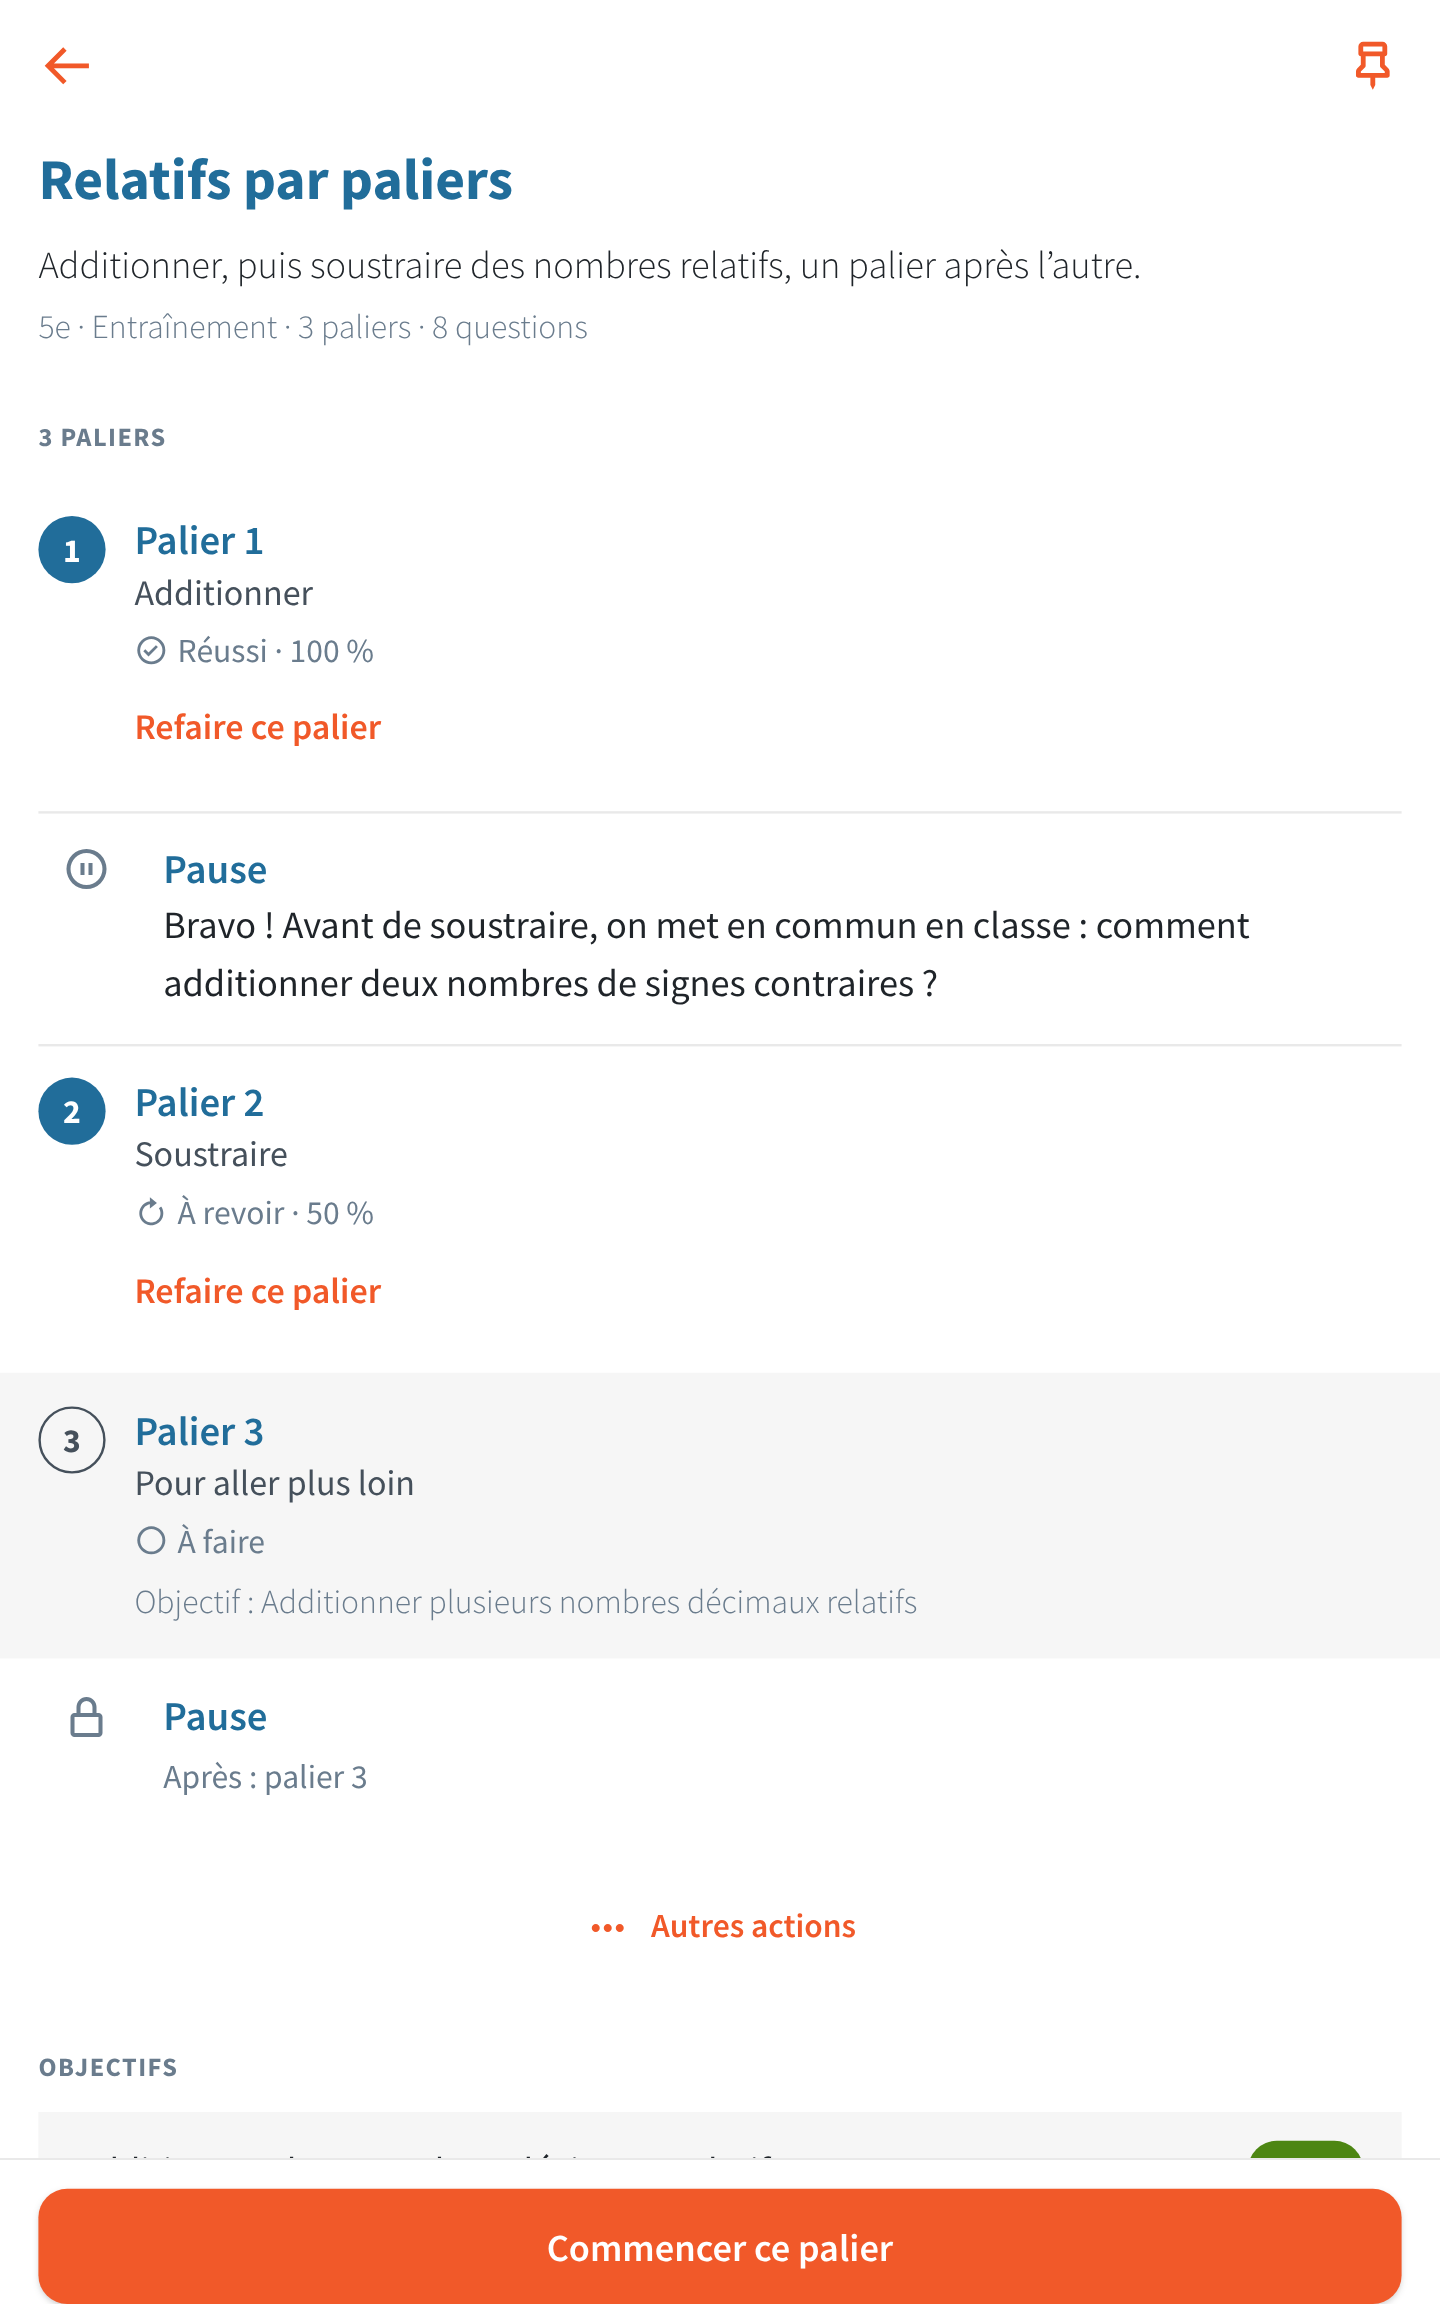 Relatifs par paliers
Additionner, puis soustraire des nombres relatifs, un palier après l’autre.
5e · Entraînement · 3 paliers · 8 questions
3 PALIERS
1
Palier 1
Additionner
Réussi · 100 %
Refaire ce palier
Pause
Bravo ! Avant de soustraire, on met en commun en classe : comment
additionner deux nombres de signes contraires ?
2
Palier 2
Soustraire
À revoir · 50 %
Refaire ce palier
3
Palier 3
Pour aller plus loin
À faire
Objectif : Additionner plusieurs nombres décimaux relatifs
Pause
Après : palier 3
Autres actions
OBJECTIFS
Commencer ce palier